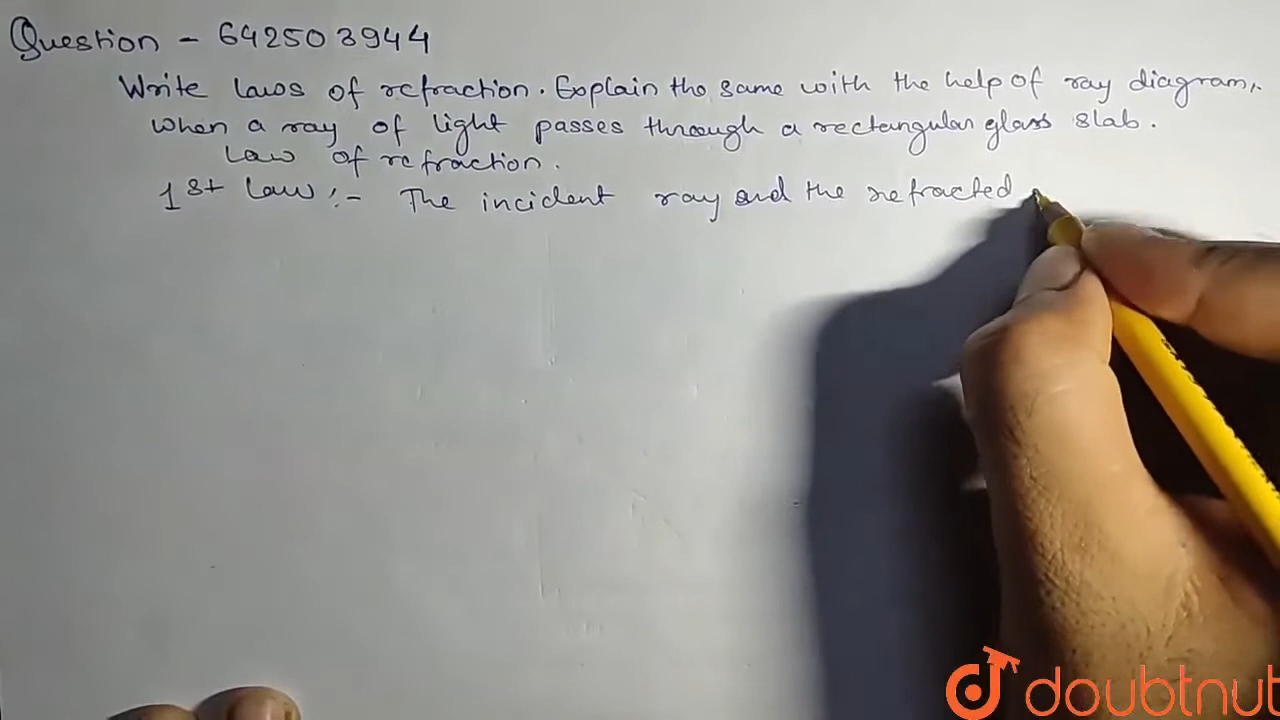 Question - 642503944
Write laws of refraction. Explain the same with the help of ray diagram,
when a ray of light passes through a rectangular glass slab.
Law of refraction.
1st law :- The incident ray and the refracted
doubtnut